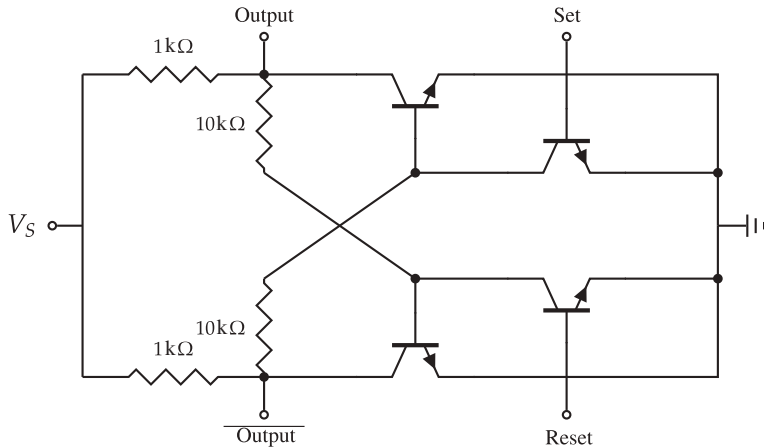 Output
Set
1kΩ
10kΩ
V_S
10kΩ
1kΩ
Output
Reset